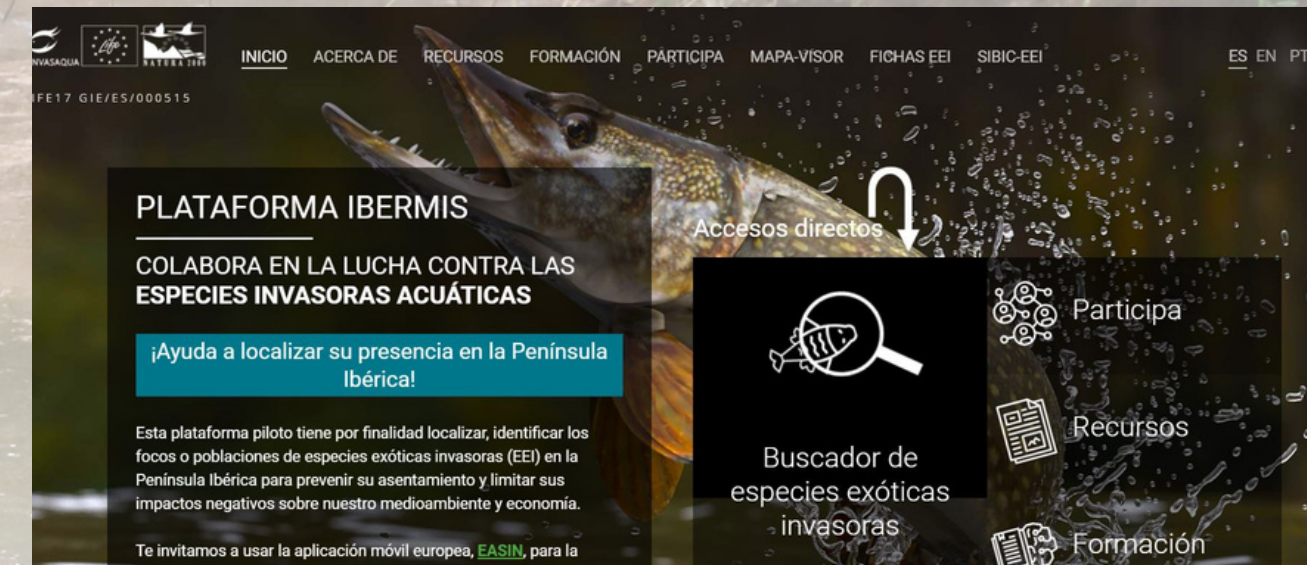 NVASAQUA
life
NATURA 2000
INICIO ACERCA DE RECURSOS FORMACIÓN PARTICIPA MAPA-VISOR FICHAS EEI SIBIC-EEI
ES EN PT
IFE17 GIE/ES/000515
PLATAFORMA IBERMIS
COLABORA EN LA LUCHA CONTRA LAS
ESPECIES INVASORAS ACUÁTICAS
¡Ayuda a localizar su presencia en la Península
Ibérica!
Esta plataforma piloto tiene por finalidad localizar, identificar los
focos o poblaciones de especies exóticas invasoras (EEI) en la
Península Ibérica para prevenir su asentamiento y limitar sus
impactos negativos sobre nuestro medioambiente y economía.
Te invitamos a usar la aplicación móvil europea, EASIN, para la
Accesos directos
Buscador de
especies exóticas
invasoras
Participa
Recursos
Formación